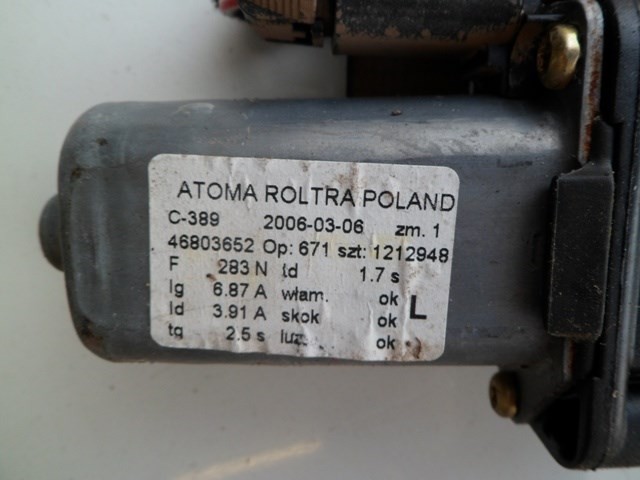 ATOMA ROLTRA POLAND
C-389 2006-03-06 zm. 1
46803652 Op: 671 szt: 1212948
F 283 N td 1.7 s
Ig 6.87 A włam. ok L
Id 3.91 A skok ok
tg 2.5 s luz. ok